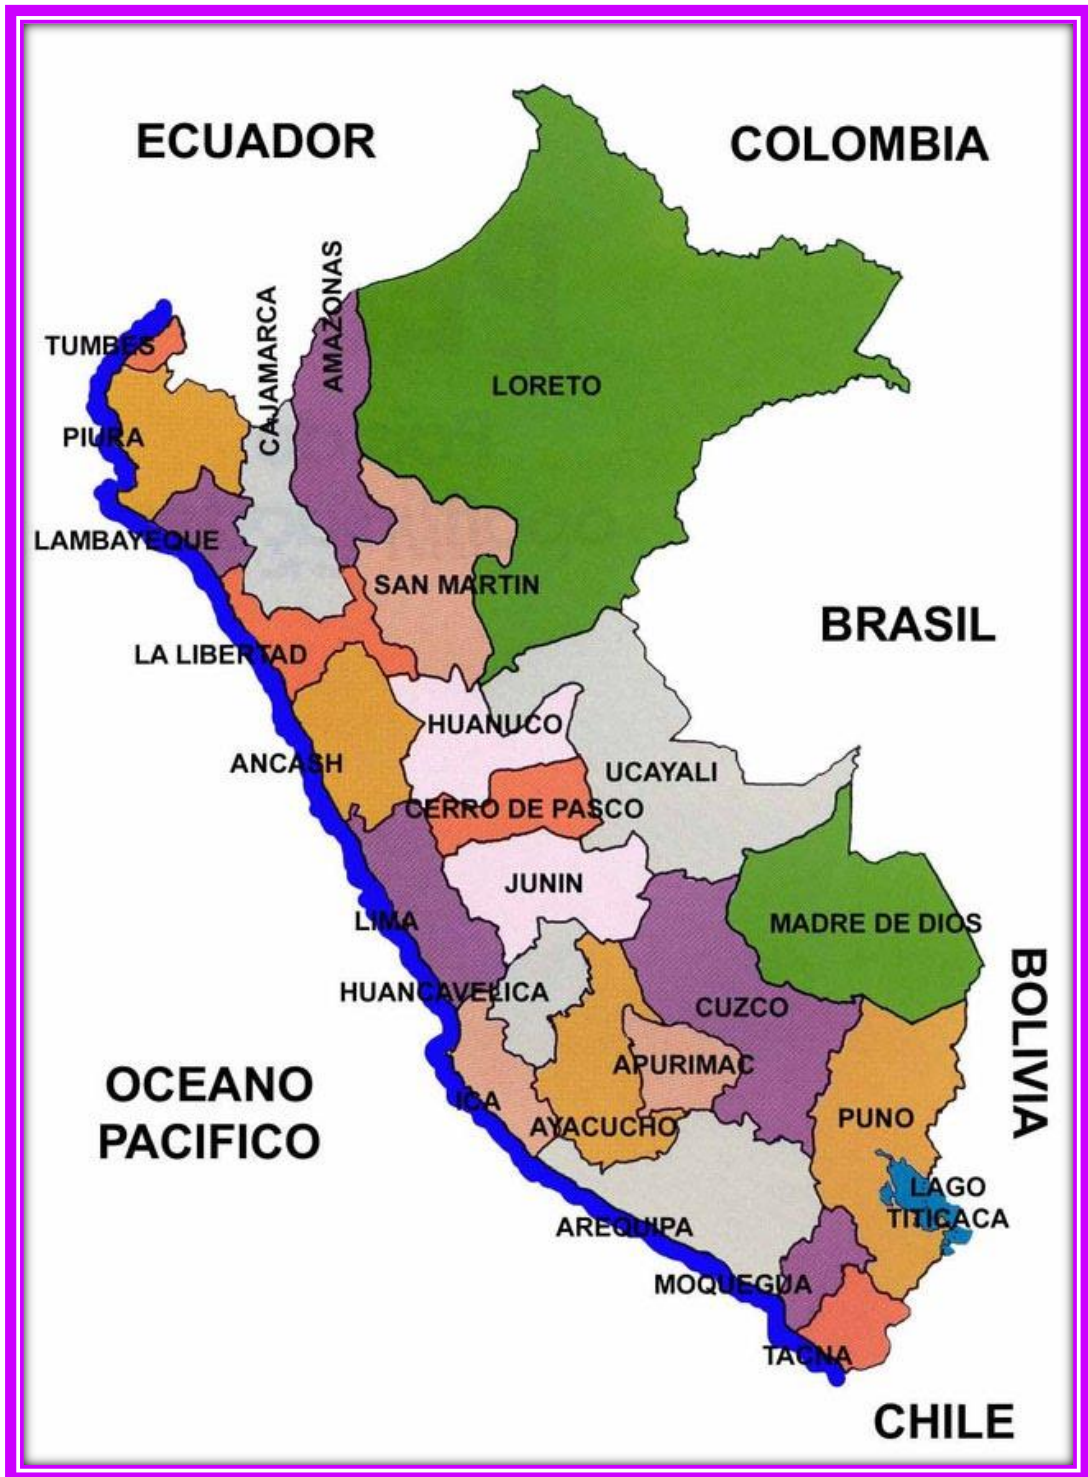 ECUADOR
COLOMBIA
AMAZONAS
CAJAMARCA
TUMBES
LORETO
PIURA
LAMBAYEQUE
SAN MARTIN
BRASIL
LA LIBERTAD
HUANUCO
ANCASH
UCAYALI
CERRO DE PASCO
JUNIN
LIMA
MADRE DE DIOS
HUANCAVELICA
CUZCO
BOLIVIA
APURIMAC
OCEANO
PACIFICO
ICA
AYACUCHO
PUNO
LAGO
TITICACA
AREQUIPA
MOQUEGUA
TACNA
CHILE